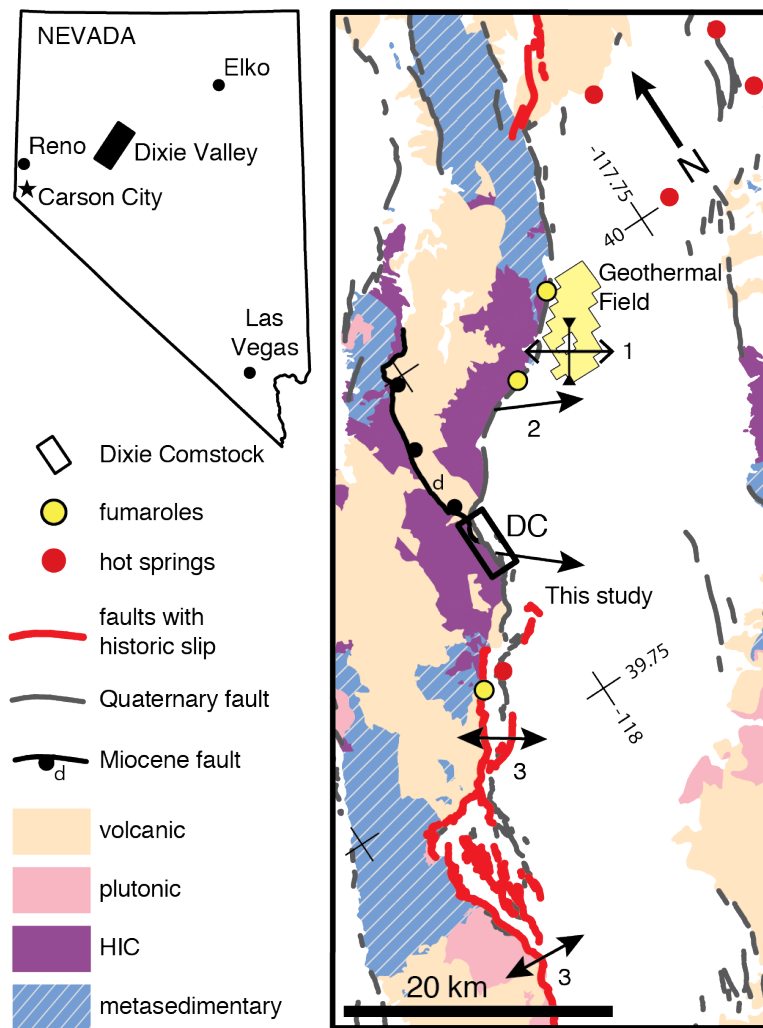 NEVADA
Elko
Reno
Dixie Valley
Carson City
Las
Vegas
Dixie Comstock
fumaroles
hot springs
faults with
historic slip
Quaternary fault
d
Miocene fault
volcanic
plutonic
HIC
metasedimentary
N
-117.75
40
Geothermal
Field
1
2
d
DC
This study
39.75
-118
3
3
20 km